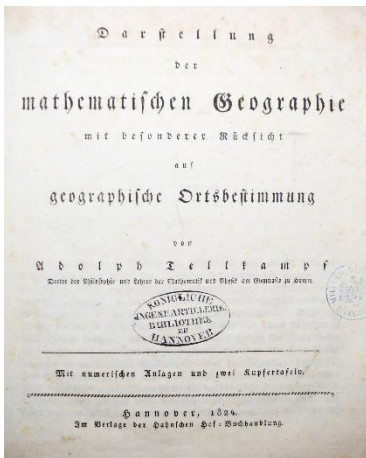 Darstellung
der
mathematischen Geographie
mit besonderer Rücksicht
auf
geographische Ortsbestimmung
von
Adolph Tellkampf
Doctor der Philosophie und Lehrer der Mathematik und Physik am Gymnasio zu Hamm.
KÖNIGLICHE
INGEN: ARTILLERIE
BIBLIOTHEK
ZU
HANNOVER
Mit numerischen Anlagen und zwei Kupfertafeln.
Hannover, 1824.
Im Verlage der Hahnschen Hof-Buchhandlung.